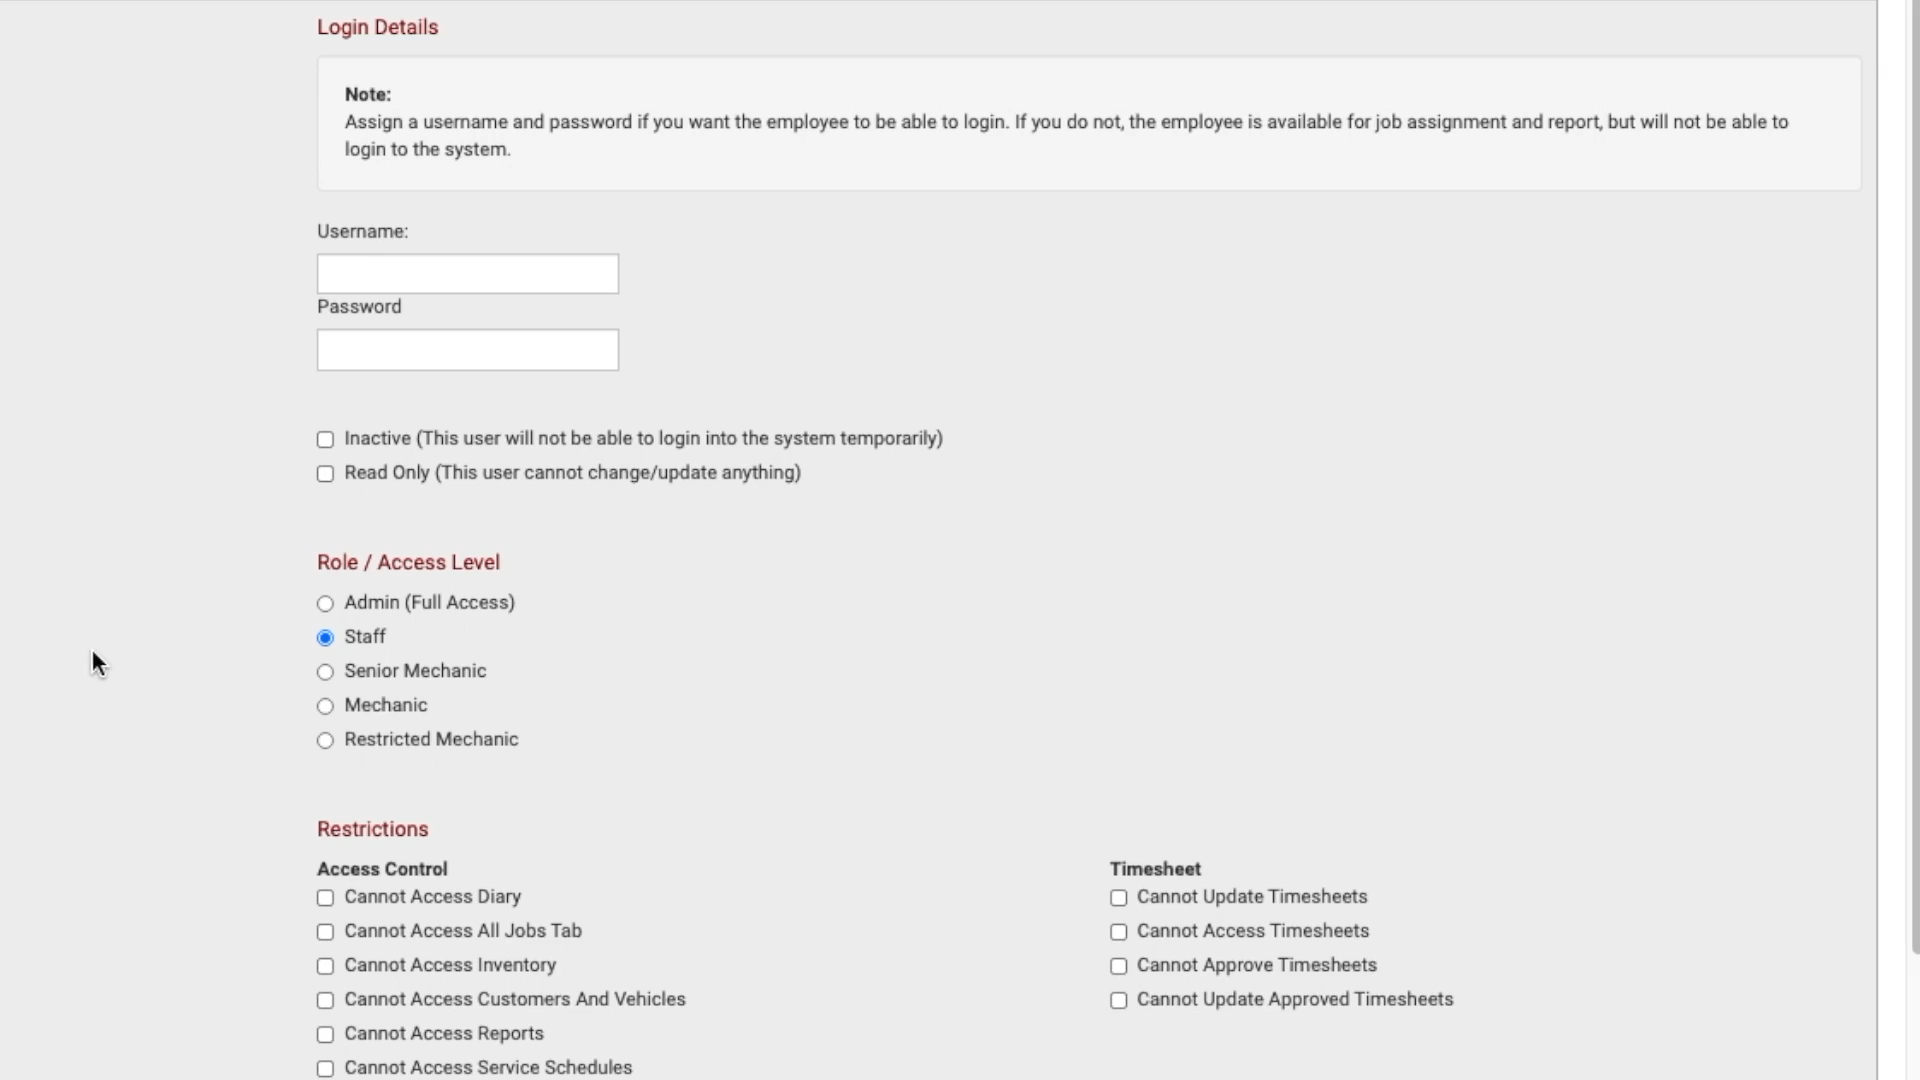 Login Details
Note:
Assign a username and password if you want the employee to be able to login. If you do not, the employee is available for job assignment and report, but will not be able to
login to the system.
Username:
Password
Inactive (This user will not be able to login into the system temporarily)
Read Only (This user cannot change/update anything)
Role / Access Level
Admin (Full Access)
Staff
Senior Mechanic
Mechanic
Restricted Mechanic
Restrictions
Access Control
Cannot Access Diary
Cannot Access All Jobs Tab
Cannot Access Inventory
Cannot Access Customers And Vehicles
Cannot Access Reports
Cannot Access Service Schedules
Timesheet
Cannot Update Timesheets
Cannot Access Timesheets
Cannot Approve Timesheets
Cannot Update Approved Timesheets